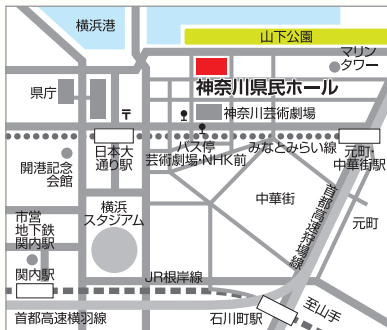 横浜港
山下公園
マリン
タワー
県庁
神奈川県民ホール
〒
神奈川芸術劇場
日本大
通り駅
バス停
芸術劇場・NHK前
みなとみらい線
元町・
中華街駅
開港記念
会館
横浜
スタジアム
中華街
首都高速狩場線
元町
市営
地下鉄
関内駅
関内駅
JR根岸線
首都高速横羽線
石川町駅
至山手